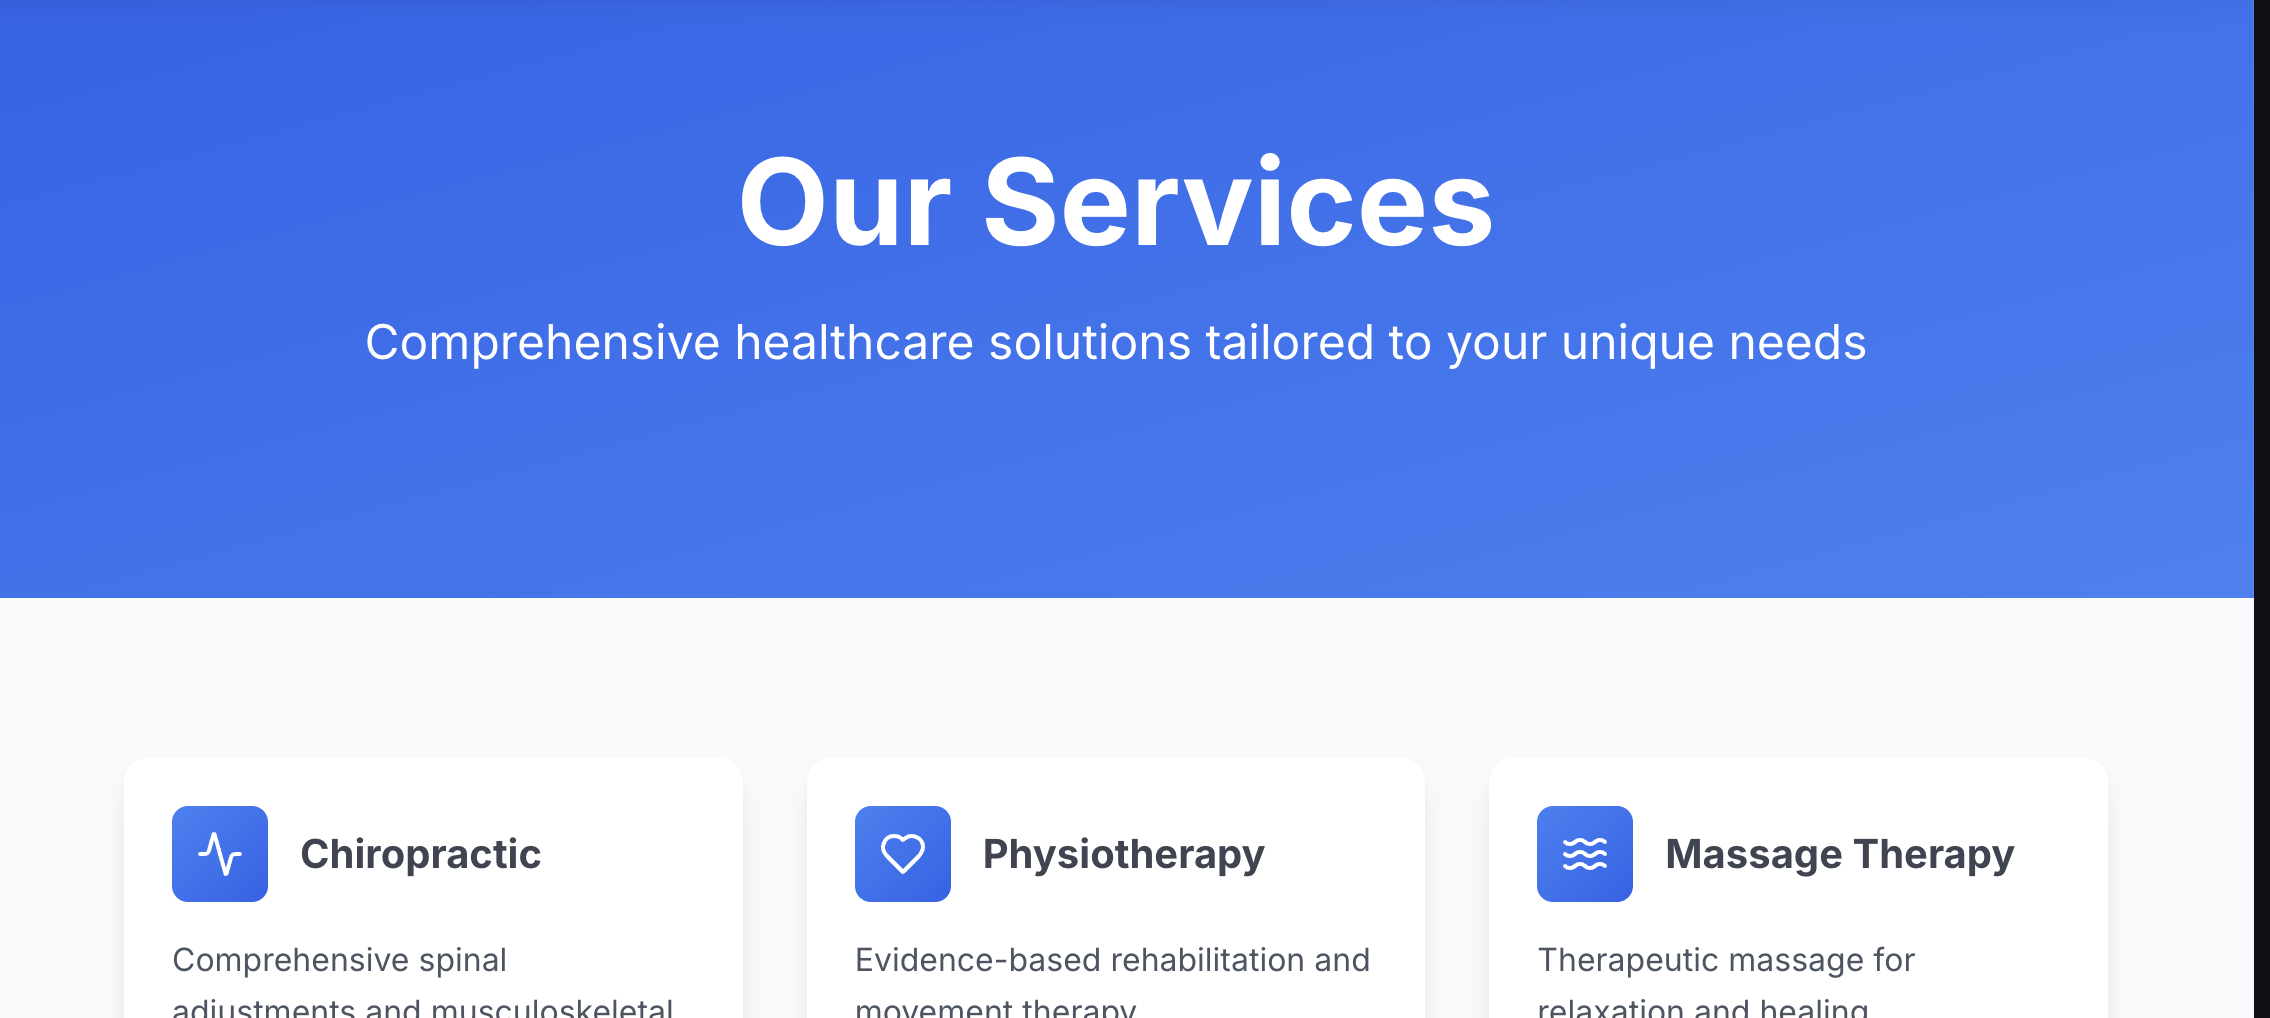 Our Services
Comprehensive healthcare solutions tailored to your unique needs
Chiropractic
Comprehensive spinal
adjustments and musculoskeletal
Physiotherapy
Evidence-based rehabilitation and
movement therapy
Massage Therapy
Therapeutic massage for
relaxation and healing